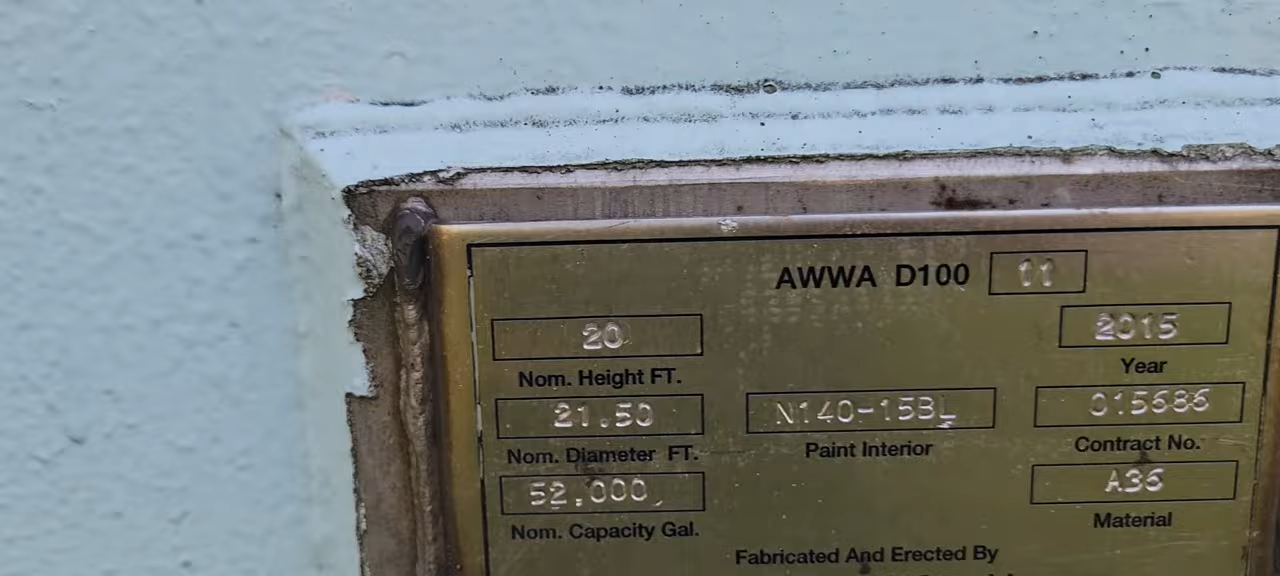 AWWA D100 11
20 2015
Nom. Height FT. Year
21.50 N140-15BL 015686
Nom. Diameter FT. Paint Interior Contract No.
52,000 A36
Nom. Capacity Gal. Material
Fabricated And Erected By